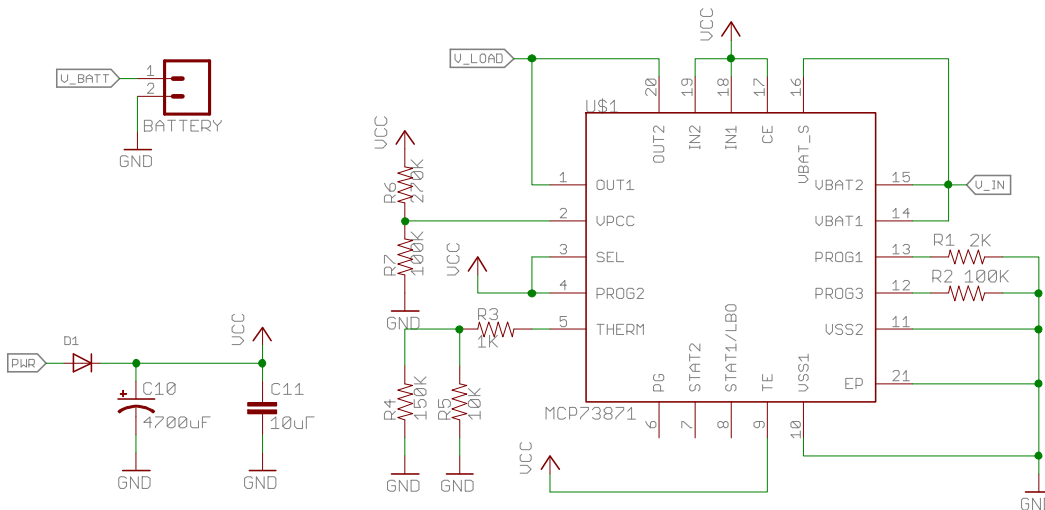 V_BATT
1
2
BATTERY
GND
PWR
D1
C10
4700uF
GND
VCC
C11
10uF
GND
VCC
R6
270K
R7
100K
GND
VCC
R3
1K
R4
150K
GND
R5
10K
GND
V_LOAD
VCC
U$1
20
19
18
17
16
OUT2
IN2
IN1
CE
VBAT_S
1 OUT1
2 VPCC
3 SEL
4 PROG2
5 THERM
VBAT2 15
VBAT1 14
PROG1 13
PROG3 12
VSS2 11
EP 21
PG
STAT2
STAT1/LBO
TE
VSS1
MCP73871
6
7
8
9
10
VCC
V_IN
R1 2K
R2 100K
GND